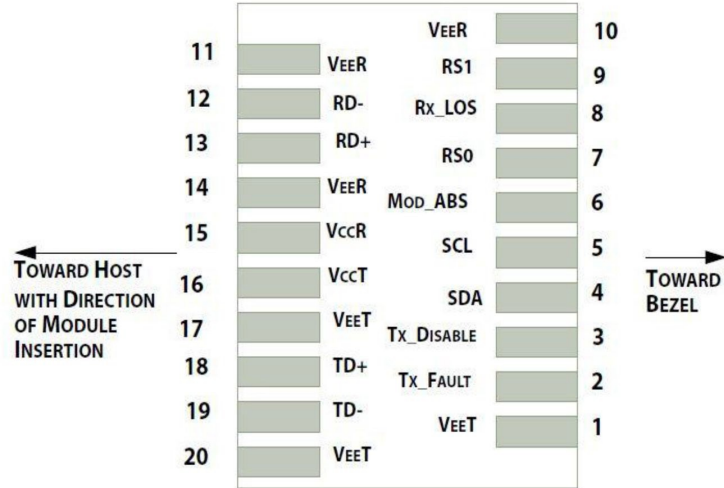 11 VEER
12 RD-
13 RD+
14 VEER
15 VCCR
16 VCCT
17 VEET
18 TD+
19 TD-
20 VEET
VEER 10
RS1 9
RX_LOS 8
RS0 7
MOD_ABS 6
SCL 5
SDA 4
TX_DISABLE 3
TX_FAULT 2
VEET 1
TOWARD HOST
WITH DIRECTION
OF MODULE
INSERTION
TOWARD
BEZEL